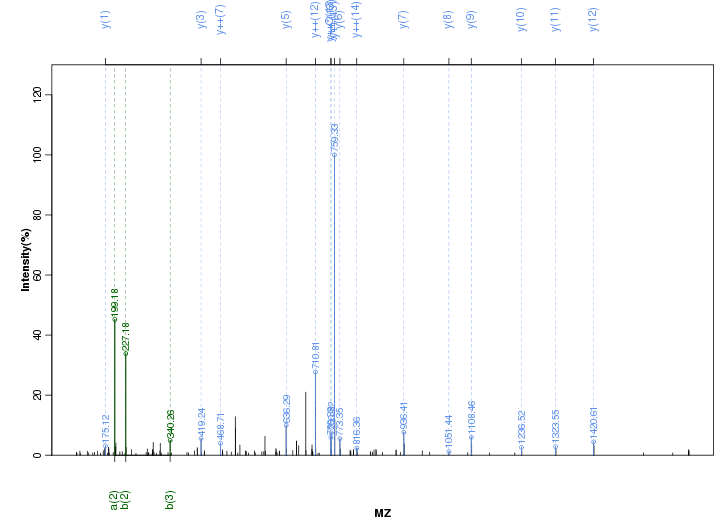 y(1)
y(3)
y++(7)
y(5)
y++(12)
y(6)
y++(14)
y(7)
y(8)
y(9)
y(10)
y(11)
y(12)
Intensity(%)
0
20
40
60
80
100
120
175.12
199.18
227.18
340.26
419.24
468.71
636.29
710.81
759.33
773.35
816.36
936.41
1051.44
1108.46
1236.52
1323.55
1420.61
a(2)
b(2)
b(3)
MZ